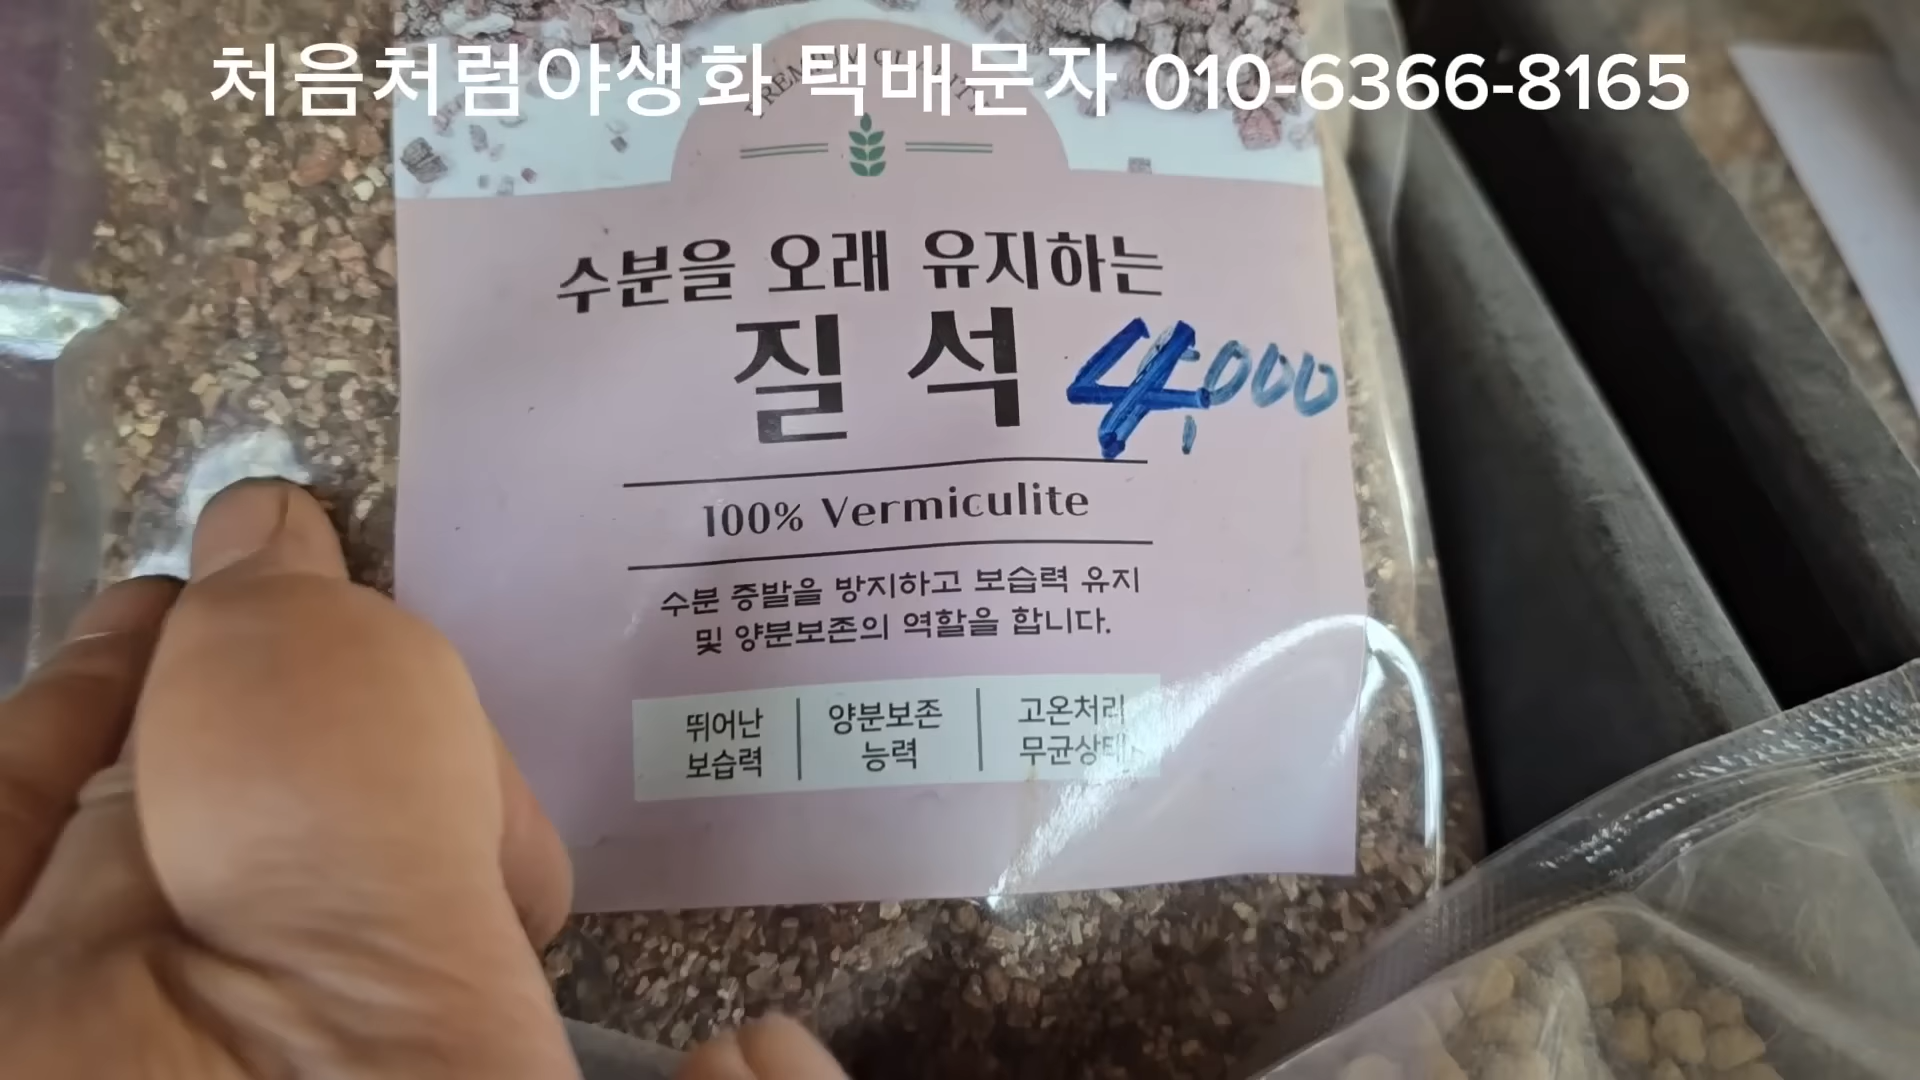 처음처럼야생화 택배문자 010-6366-8165
PREMIUM QUALITY
수분을 오래 유지하는
질석 4,000
100% Vermiculite
수분 증발을 방지하고 보습력 유지
및 양분보존의 역할을 합니다.
뛰어난
보습력
양분보존
능력
고온처리
무균상태